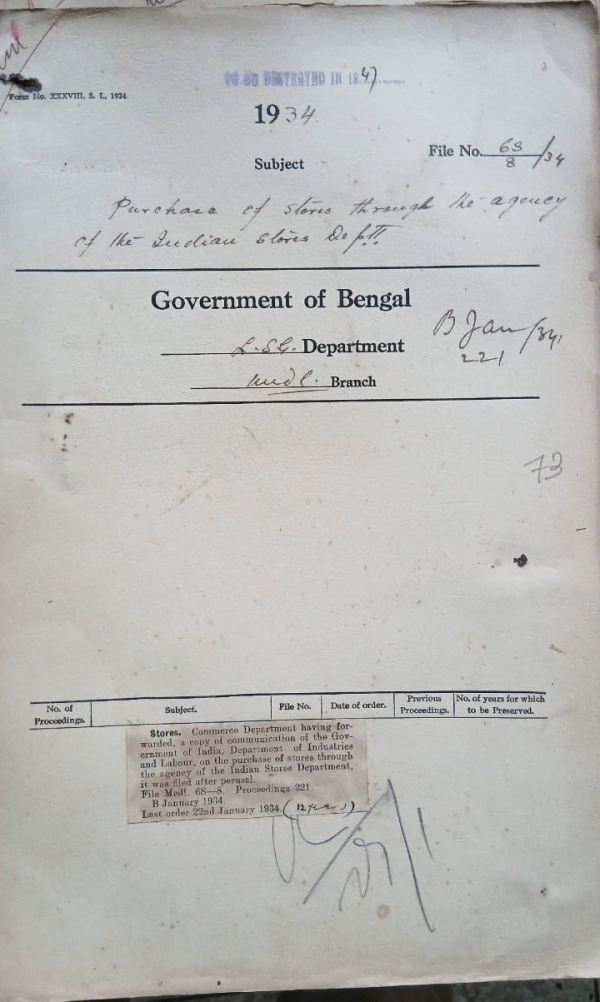 TO BE DESTROYED IN 1947
Form No. XXXVIII, S. L, 1924
1934
File No. 6S/8/34
Subject
Purchase of stores through the agency
of the Indian Stores Deptt.
Government of Bengal
L.S.G. Department
B Jan/34
221
Medl. Branch
73
No. of Proceedings. Subject. File No. Date of order. Previous Proceedings. No. of years for which to be Preserved.
Stores. Commerce Department having for-
warded, a copy of communication of the Gov-
ernment of India, Department of Industries
and Labour, on the purchase of stores through
the agency of the Indian Stores Department,
it was filed after perusal.
File Medl. 6S—8. Proceedings 221.
B January 1934.
Last order 22nd January 1934. (12 years)